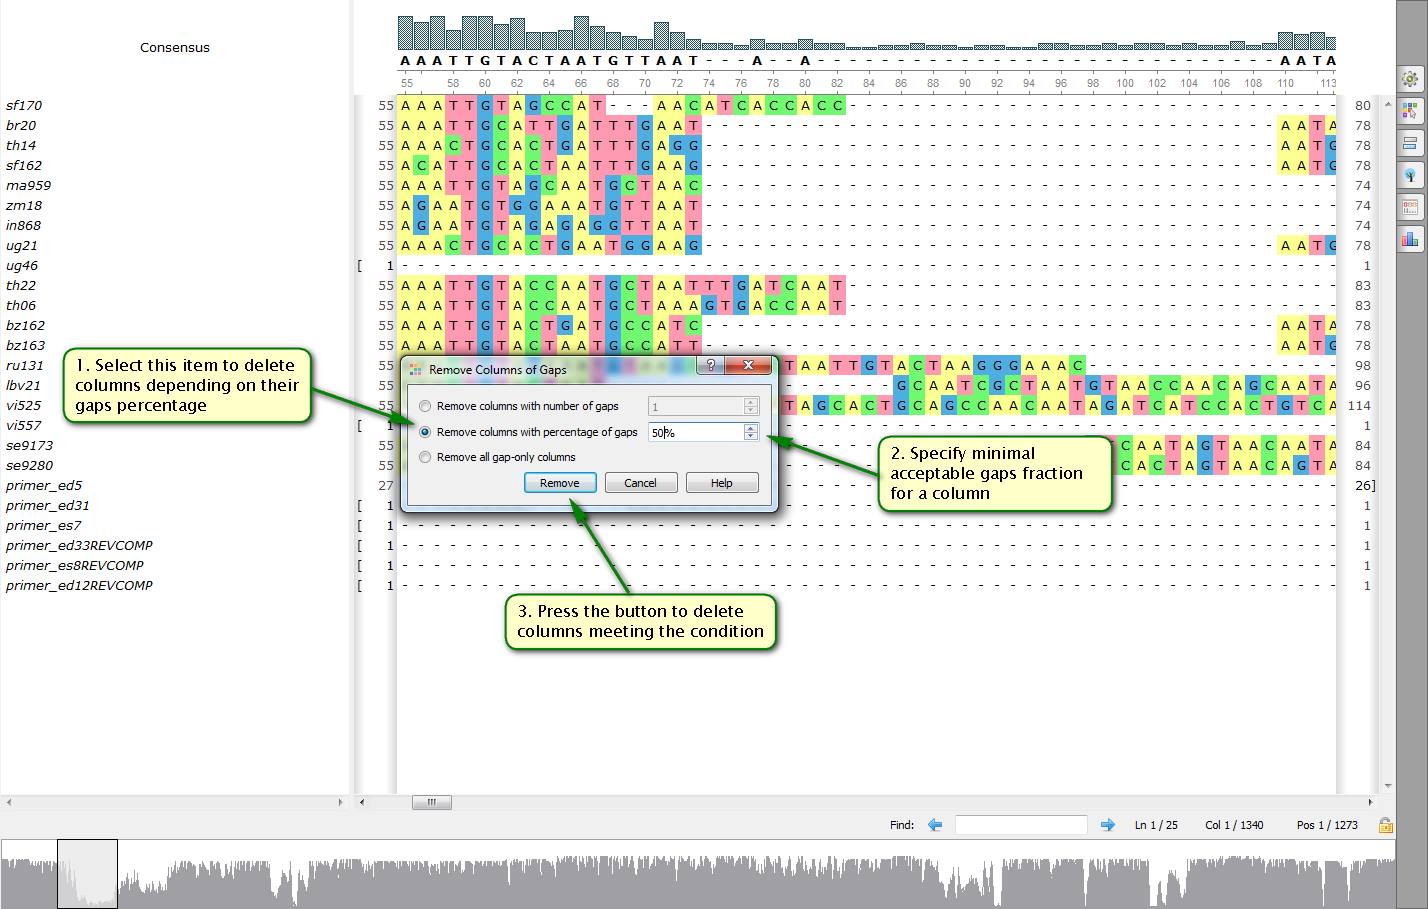 Consensus
AAATTGTACTAATGTTAAT---A--A-----------------------------AATA
55 58 60 62 64 66 68 70 72 74 76 78 80 82 84 86 88 90 92 94 96 98 100 102 104 106 108 110 113
sf170 55 AAATTGTAGCCAT---AACATCACCACC------------------------------- 80
br20 55 AAATTGCATTGATTTGAAT------------------------------------AATA 78
th14 55 AACTGCACTGATTTGAGG------------------------------------AATG 78
sf162 55 ACATTGCACTAATTTGAAG------------------------------------AATG 78
ma959 55 AAATTGTAGCAATGCTAAC---------------------------------------- 74
zm18 55 AGAATGTGGAAATGTTAAT---------------------------------------- 74
in868 55 AGAATGTAGAGAGGTTAAT---------------------------------------- 74
ug21 55 AAACTGCACTGAATGGAAG------------------------------------AATG 78
ug46 [ 1 ----------------------------------------------------------- 1
th22 55 AAATTGTACCAATGCTAATTTGATCAAT------------------------------- 83
th06 55 AAATTGTACCAATGCTAAAGTGACCAAT------------------------------- 83
bz162 55 AAATTGTACTGATGCCATC------------------------------------AATA 78
bz163 55 AAATTGTACTAATGCCATT------------------------------------AATG 78
ru131 55 TAATTGTACTAAGGGAAAC---------------- 98
lbv21 55 -------GCAATCGCTAATGTAACCAACAGCAATA 96
vi525 55 TAGCACTGCAGCCAACAATAGATCATCCACTGTCA 114
vi557 [ 1 1
se9173 55 CAATAGTAACAATA 84
se9280 55 CACTAGTAACAGTA 84
primer_ed5 27 26]
primer_ed31 [ 1 1
primer_es7 [ 1 1
primer_ed33REVCOMP [ 1 ----------------------------------------------------------- 1
primer_es8REVCOMP [ 1 ----------------------------------------------------------- 1
primer_ed12REVCOMP [ 1 ----------------------------------------------------------- 1
1. Select this item to delete
columns depending on their
gaps percentage
Remove Columns of Gaps
Remove columns with number of gaps 1
Remove columns with percentage of gaps 50%
Remove all gap-only columns
Remove Cancel Help
2. Specify minimal
acceptable gaps fraction
for a column
3. Press the button to delete
columns meeting the condition
Find: Ln 1 / 25 Col 1 / 1340 Pos 1 / 1273